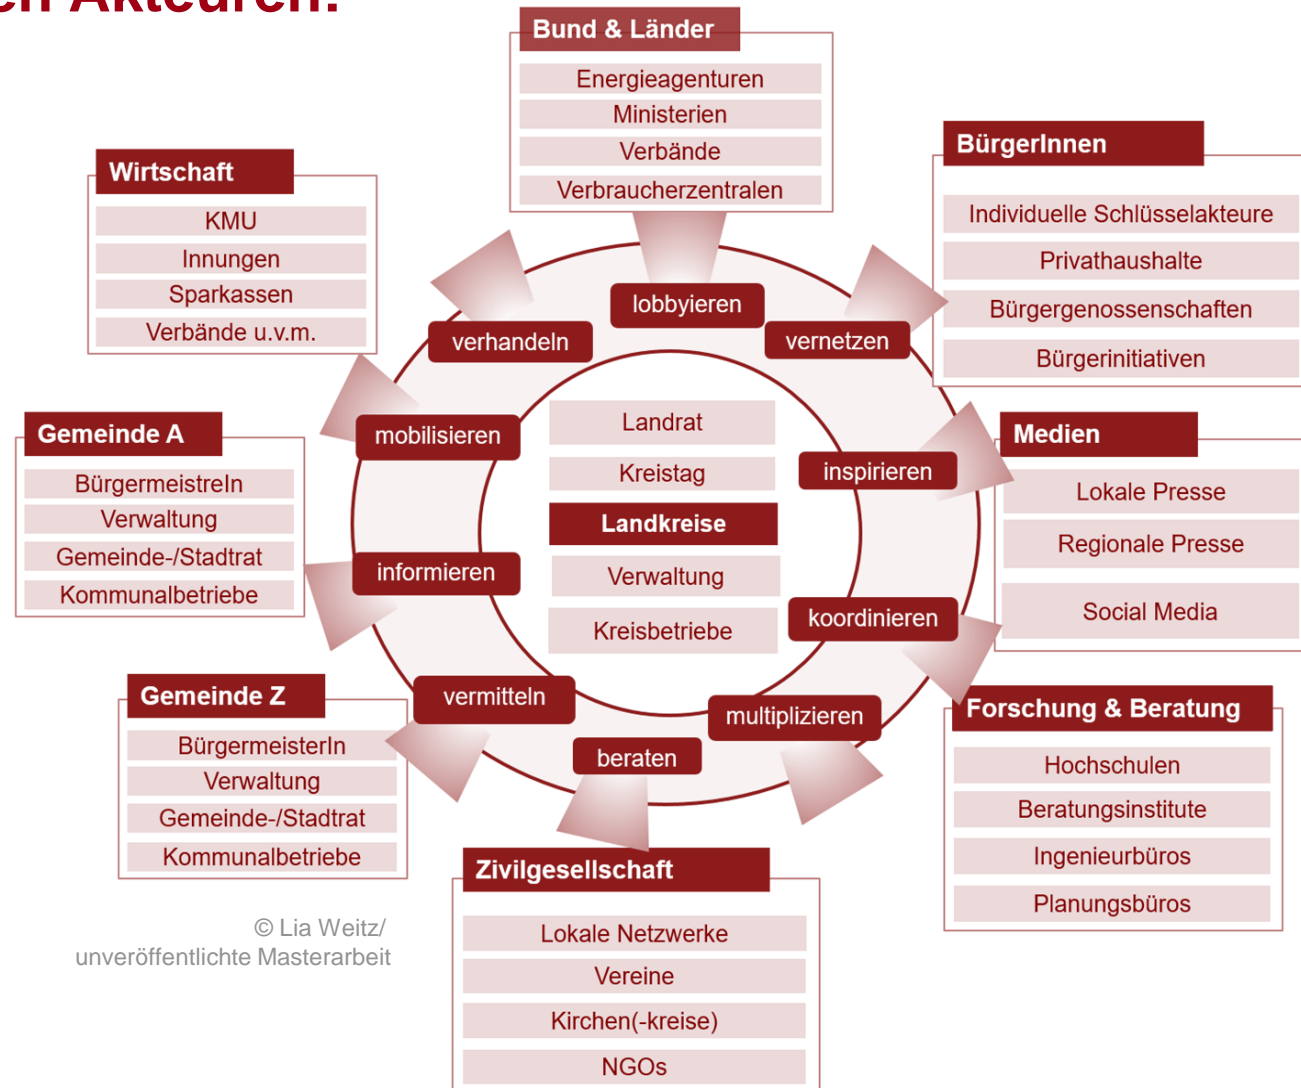 en Akteuren:
Bund & Länder
Energieagenturen
Ministerien
Verbände
Verbraucherzentralen
Wirtschaft
KMU
Innungen
Sparkassen
Verbände u.v.m.
BürgerInnen
Individuelle Schlüsselakteure
Privathaushalte
Bürgergenossenschaften
Bürgerinitiativen
lobbyieren
verhandeln
vernetzen
mobilisieren
inspirieren
informieren
koordinieren
vermitteln
multiplizieren
beraten
Landrat
Kreistag
Landkreise
Verwaltung
Kreisbetriebe
Gemeinde A
BürgermeistreIn
Verwaltung
Gemeinde-/Stadtrat
Kommunalbetriebe
Medien
Lokale Presse
Regionale Presse
Social Media
Gemeinde Z
BürgermeisterIn
Verwaltung
Gemeinde-/Stadtrat
Kommunalbetriebe
Forschung & Beratung
Hochschulen
Beratungsinstitute
Ingenieurbüros
Planungsbüros
Zivilgesellschaft
Lokale Netzwerke
Vereine
Kirchen(-kreise)
NGOs
© Lia Weitz/
unveröffentlichte Masterarbeit